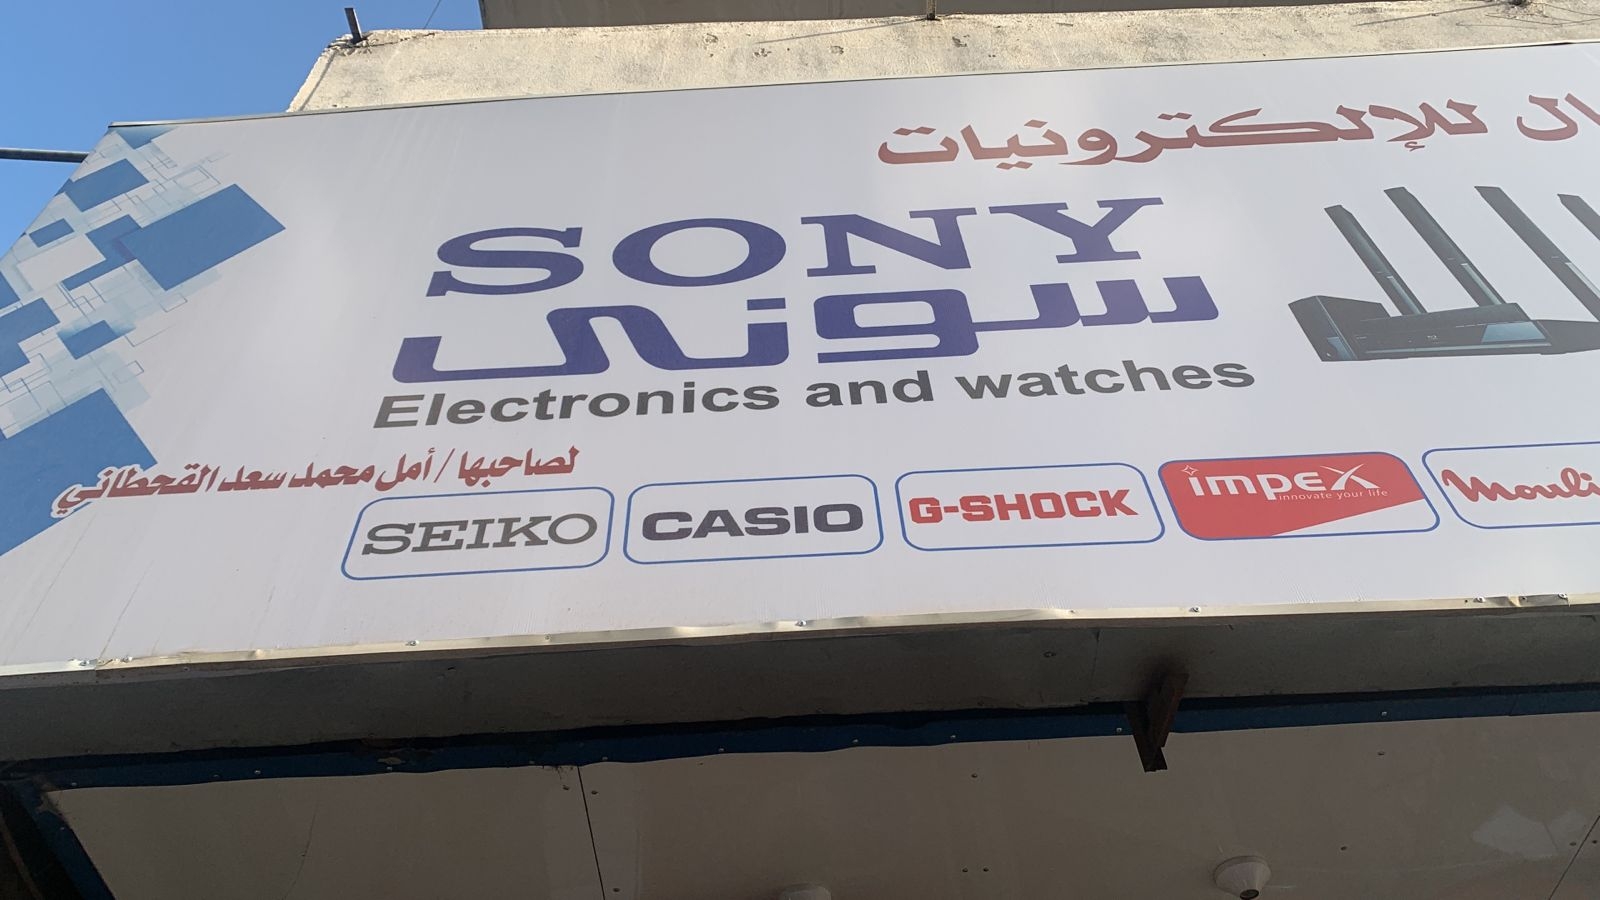 للإلكترونيات
SONY
سوني
Electronics and watches
لصاحبها / أمل محمد سعد القحطاني
SEIKO
CASIO
G-SHOCK
impex
innovate your life